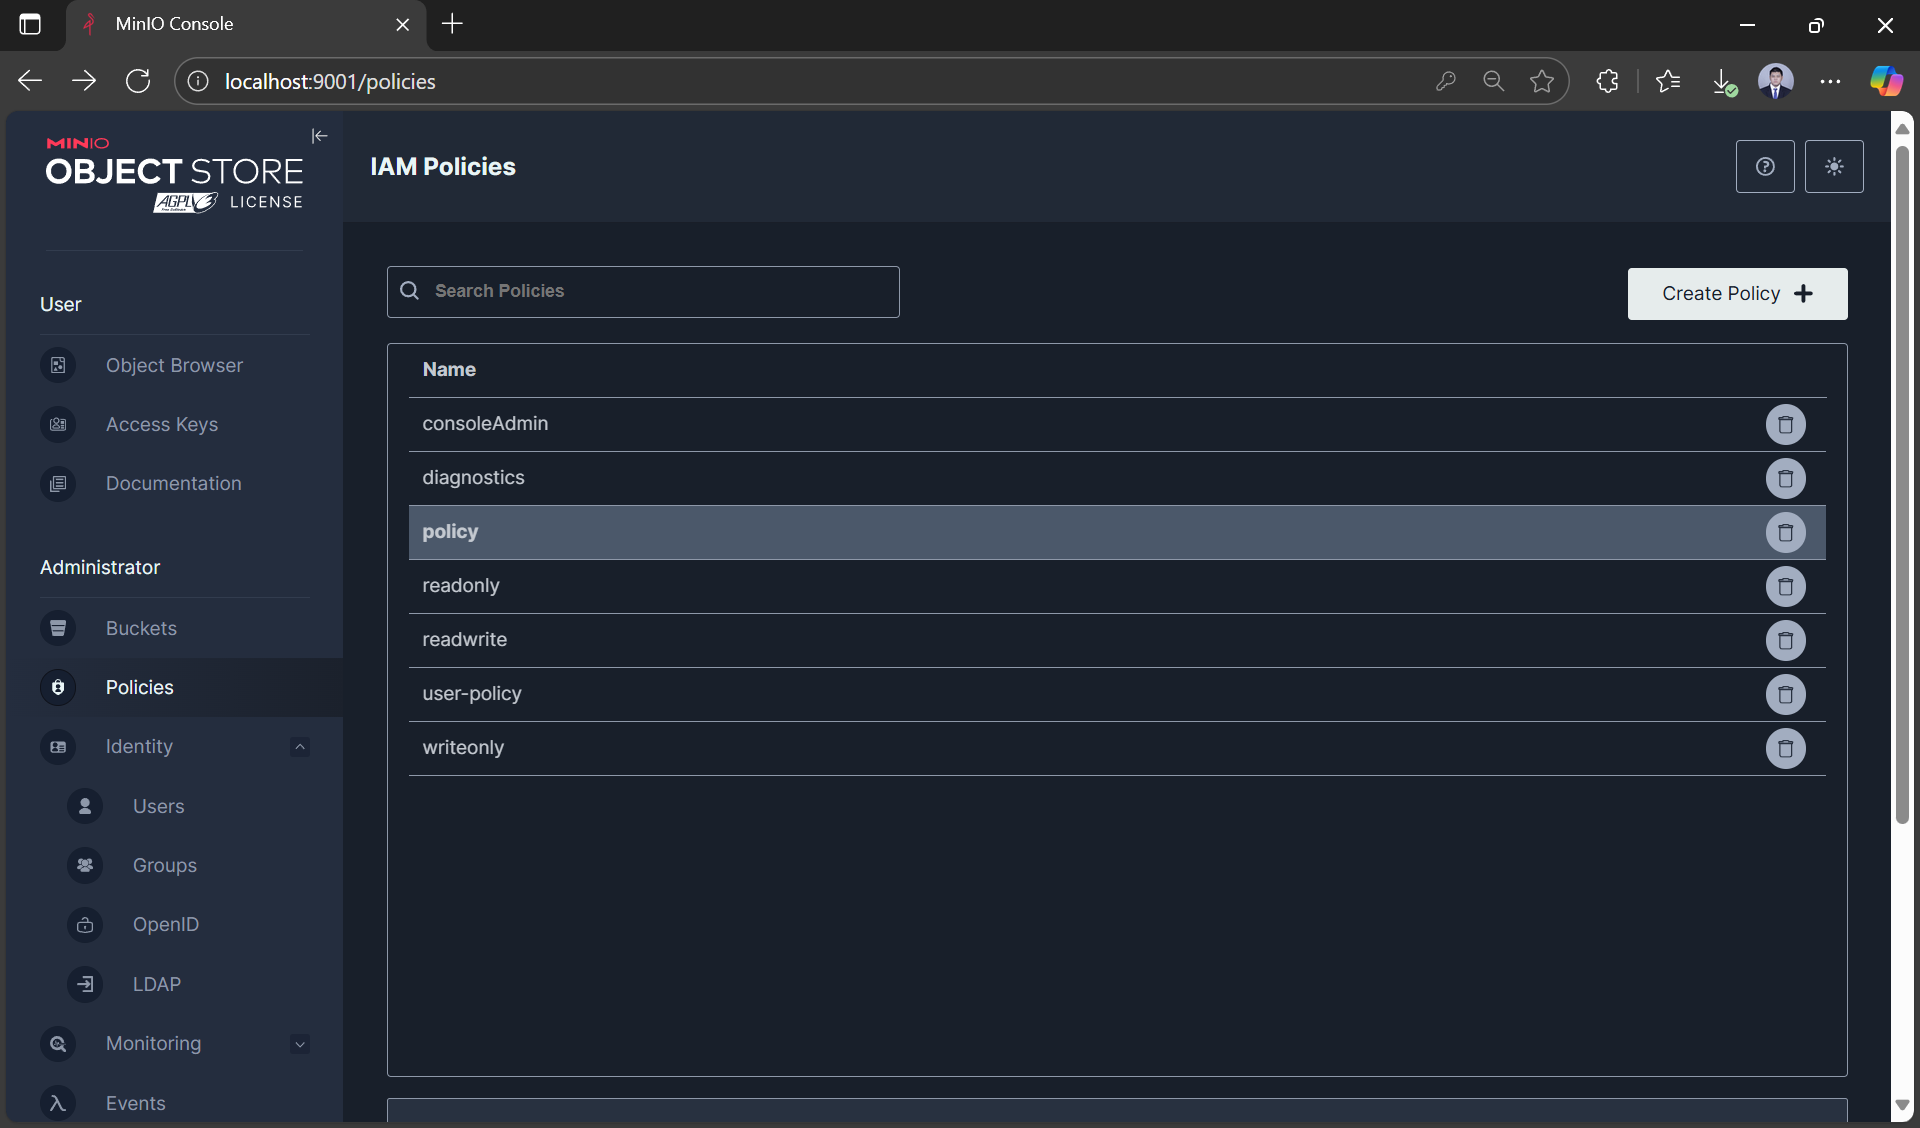 MinIO Console
localhost:9001/policies
MINIO
OBJECT STORE
AGPL v3 LICENSE
IAM Policies
User
Object Browser
Access Keys
Documentation
Administrator
Buckets
Policies
Identity
Users
Groups
OpenID
LDAP
Monitoring
Events
Search Policies
Create Policy
Name
consoleAdmin
diagnostics
policy
readonly
readwrite
user-policy
writeonly